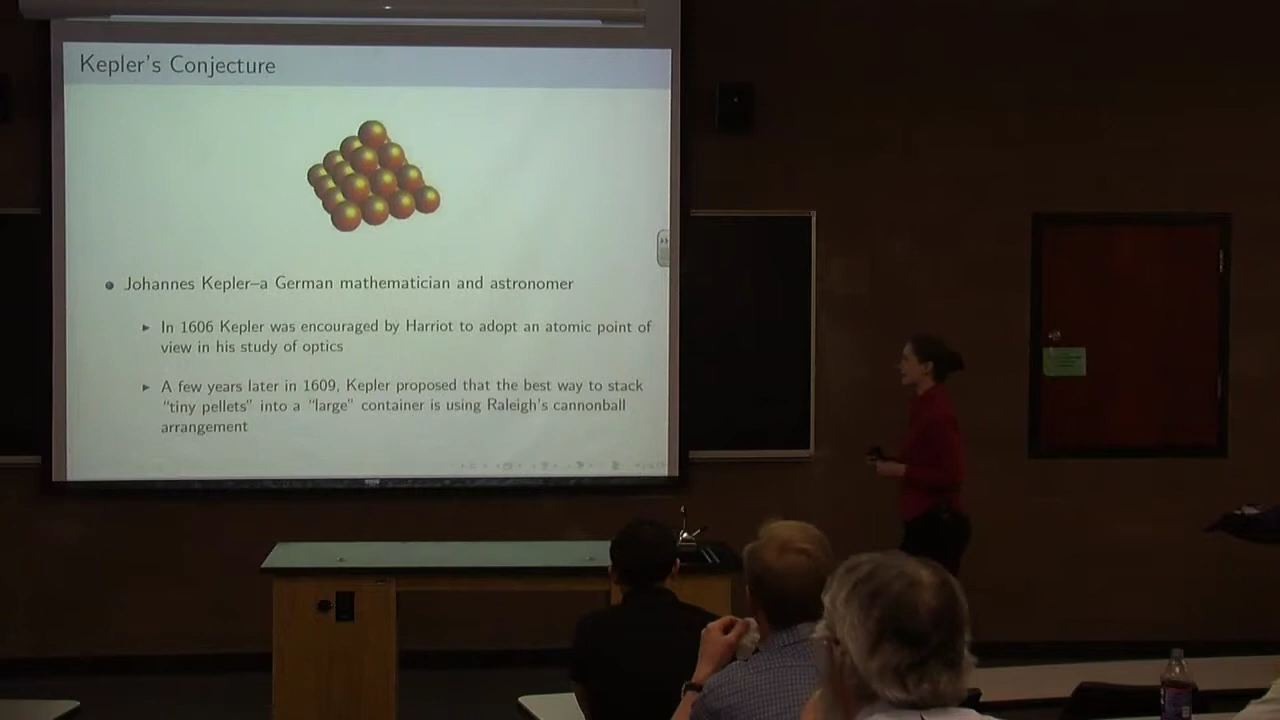 Kepler's Conjecture
Johannes Kepler–a German mathematician and astronomer
In 1606 Kepler was encouraged by Harriot to adopt an atomic point of
view in his study of optics
A few years later in 1609, Kepler proposed that the best way to stack
“tiny pellets” into a “large” container is using Raleigh's cannonball
arrangement